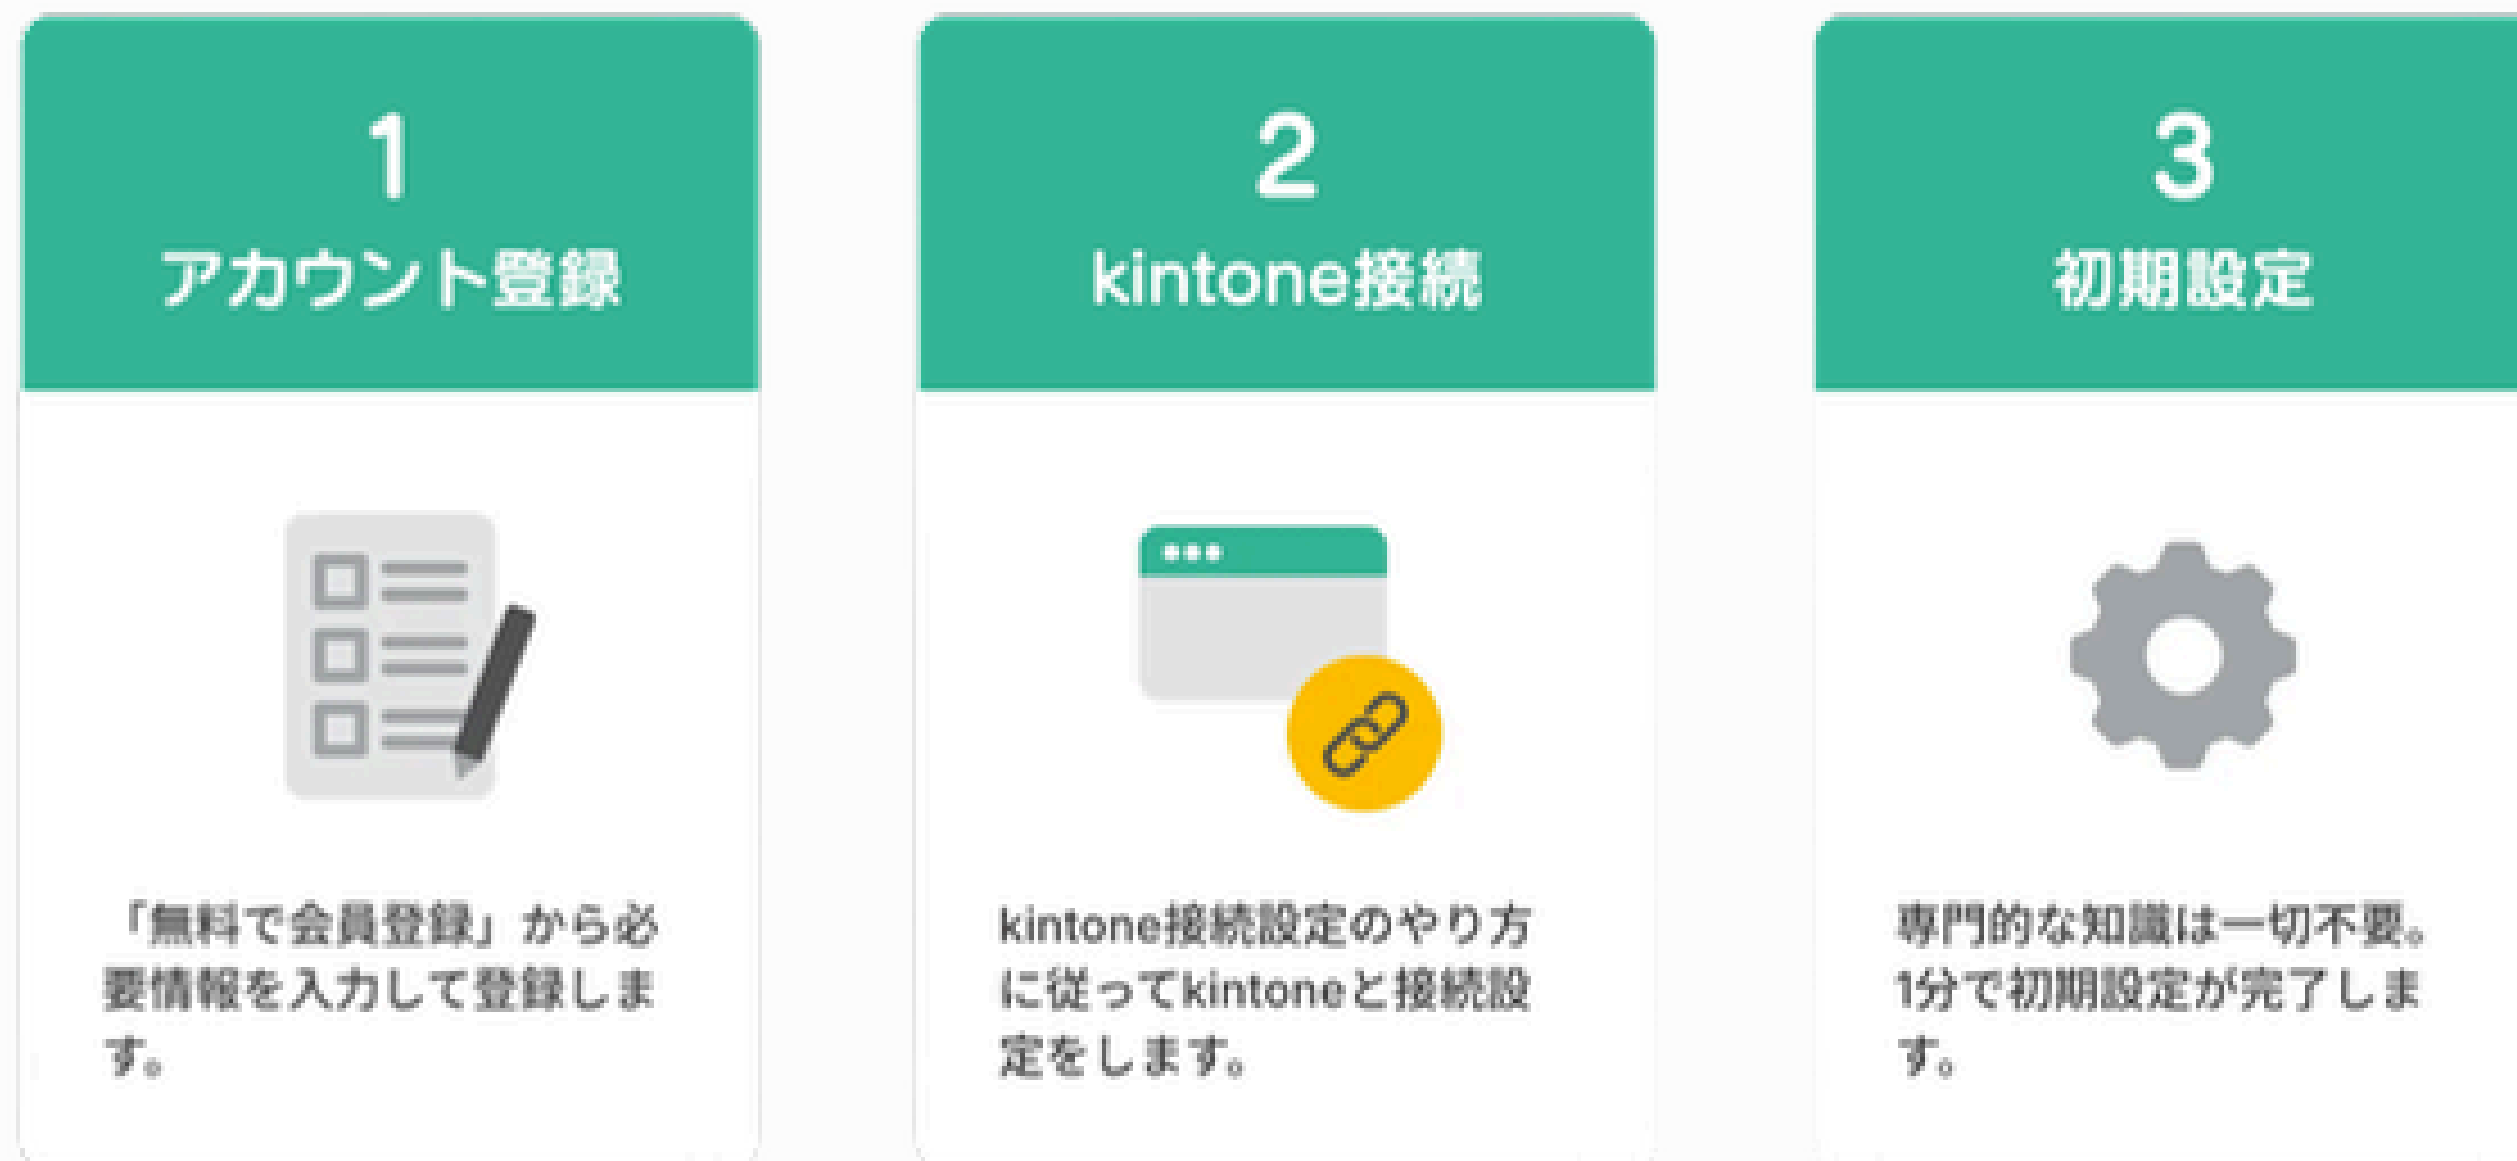 1
アカウント登録
「無料で会員登録」から必
要情報を入力して登録しま
す。
2
kintone接続
kintone接続設定のやり方
に従ってkintoneと接続設
定をします。
3
初期設定
専門的な知識は一切不要。
1分で初期設定が完了しま
す。